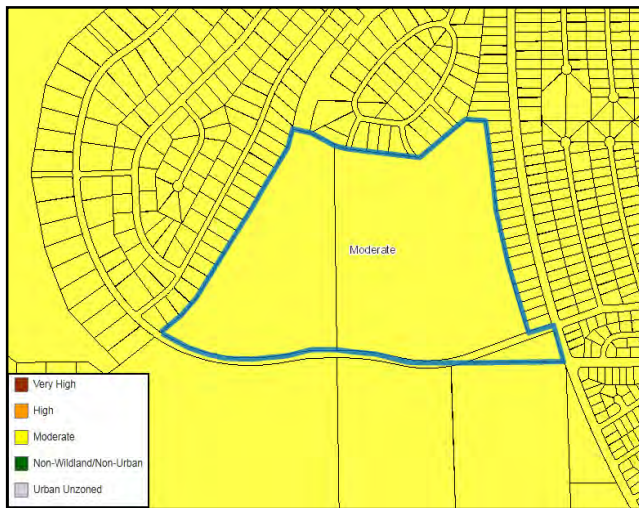 Moderate
Very High
High
Moderate
Non-Wildland/Non-Urban
Urban Unzoned